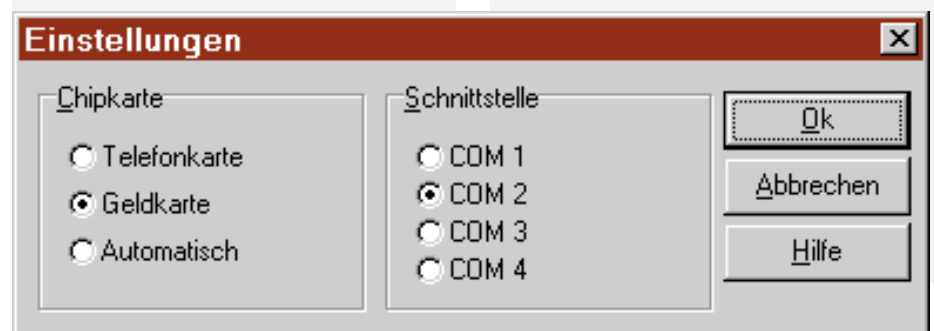 Einstellungen
Chipkarte
Telefonkarte
Geldkarte
Automatisch
Schnittstelle
COM 1
COM 2
COM 3
COM 4
Ok
Abbrechen
Hilfe